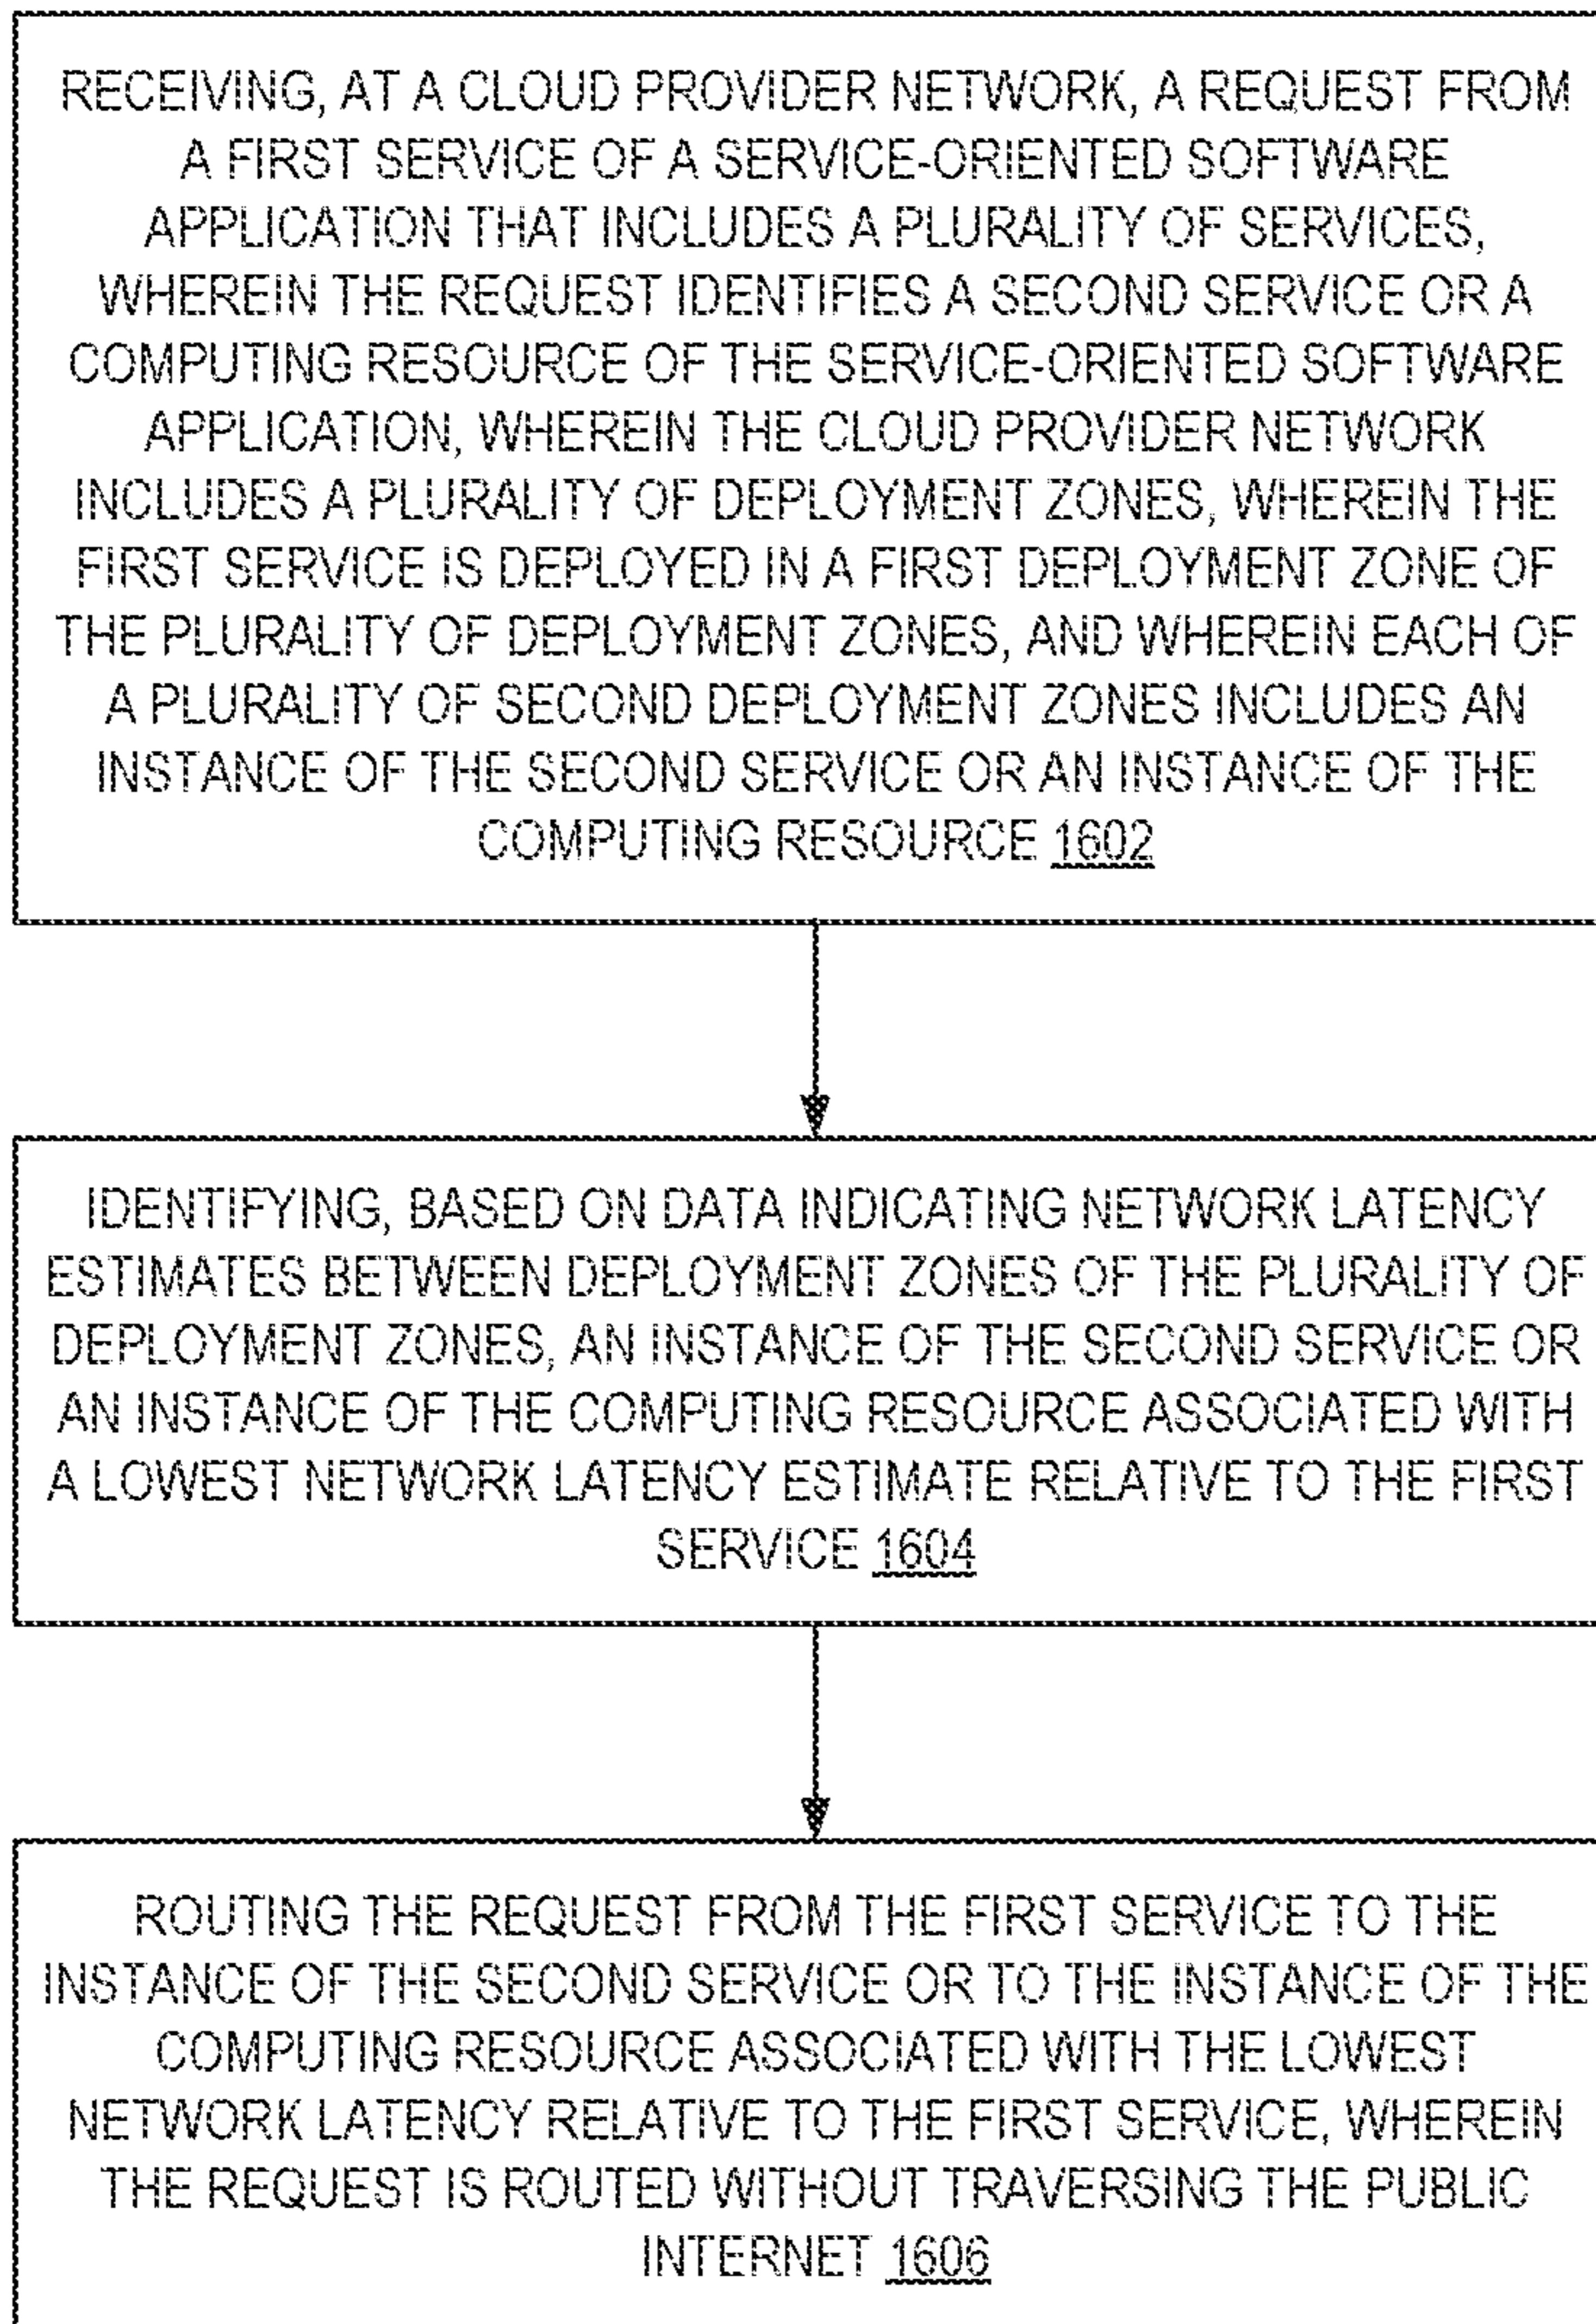 RECEIVING, AT A CLOUD PROVIDER NETWORK, A REQUEST FROM
A FIRST SERVICE OF A SERVICE-ORIENTED SOFTWARE
APPLICATION THAT INCLUDES A PLURALITY OF SERVICES,
WHEREIN THE REQUEST IDENTIFIES A SECOND SERVICE OR A
COMPUTING RESOURCE OF THE SERVICE-ORIENTED SOFTWARE
APPLICATION, WHEREIN THE CLOUD PROVIDER NETWORK
INCLUDES A PLURALITY OF DEPLOYMENT ZONES, WHEREIN THE
FIRST SERVICE IS DEPLOYED IN A FIRST DEPLOYMENT ZONE OF
THE PLURALITY OF DEPLOYMENT ZONES, AND WHEREIN EACH OF
A PLURALITY OF SECOND DEPLOYMENT ZONES INCLUDES AN
INSTANCE OF THE SECOND SERVICE OR AN INSTANCE OF THE
COMPUTING RESOURCE 1602
IDENTIFYING, BASED ON DATA INDICATING NETWORK LATENCY
ESTIMATES BETWEEN DEPLOYMENT ZONES OF THE PLURALITY OF
DEPLOYMENT ZONES, AN INSTANCE OF THE SECOND SERVICE OR
AN INSTANCE OF THE COMPUTING RESOURCE ASSOCIATED WITH
A LOWEST NETWORK LATENCY ESTIMATE RELATIVE TO THE FIRST
SERVICE 1604
ROUTING THE REQUEST FROM THE FIRST SERVICE TO THE
INSTANCE OF THE SECOND SERVICE OR TO THE INSTANCE OF THE
COMPUTING RESOURCE ASSOCIATED WITH THE LOWEST
NETWORK LATENCY RELATIVE TO THE FIRST SERVICE, WHEREIN
THE REQUEST IS ROUTED WITHOUT TRAVERSING THE PUBLIC
INTERNET 1606